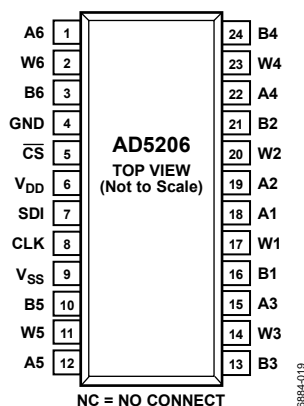 A6 1 24 B4
W6 2 23 W4
B6 3 22 A4
GND 4 21 B2
CS 5 20 W2
VDD 6 19 A2
SDI 7 18 A1
CLK 8 17 W1
VSS 9 16 B1
B5 10 15 A3
W5 11 14 W3
A5 12 13 B3
AD5206
TOP VIEW
(Not to Scale)
NC = NO CONNECT